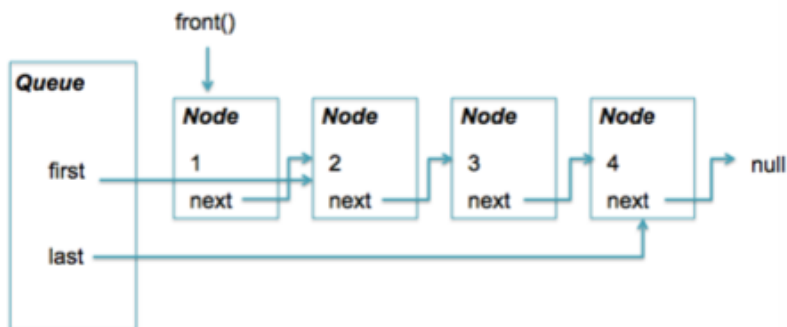 front()
Queue
Node Node Node Node
first 1 2 3 4 null
next next next next
last